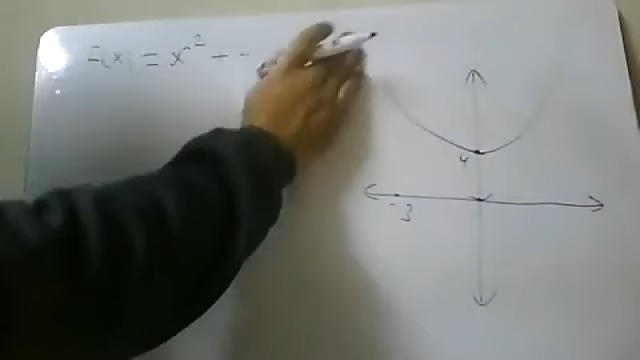 f(x) = x²
4
-3